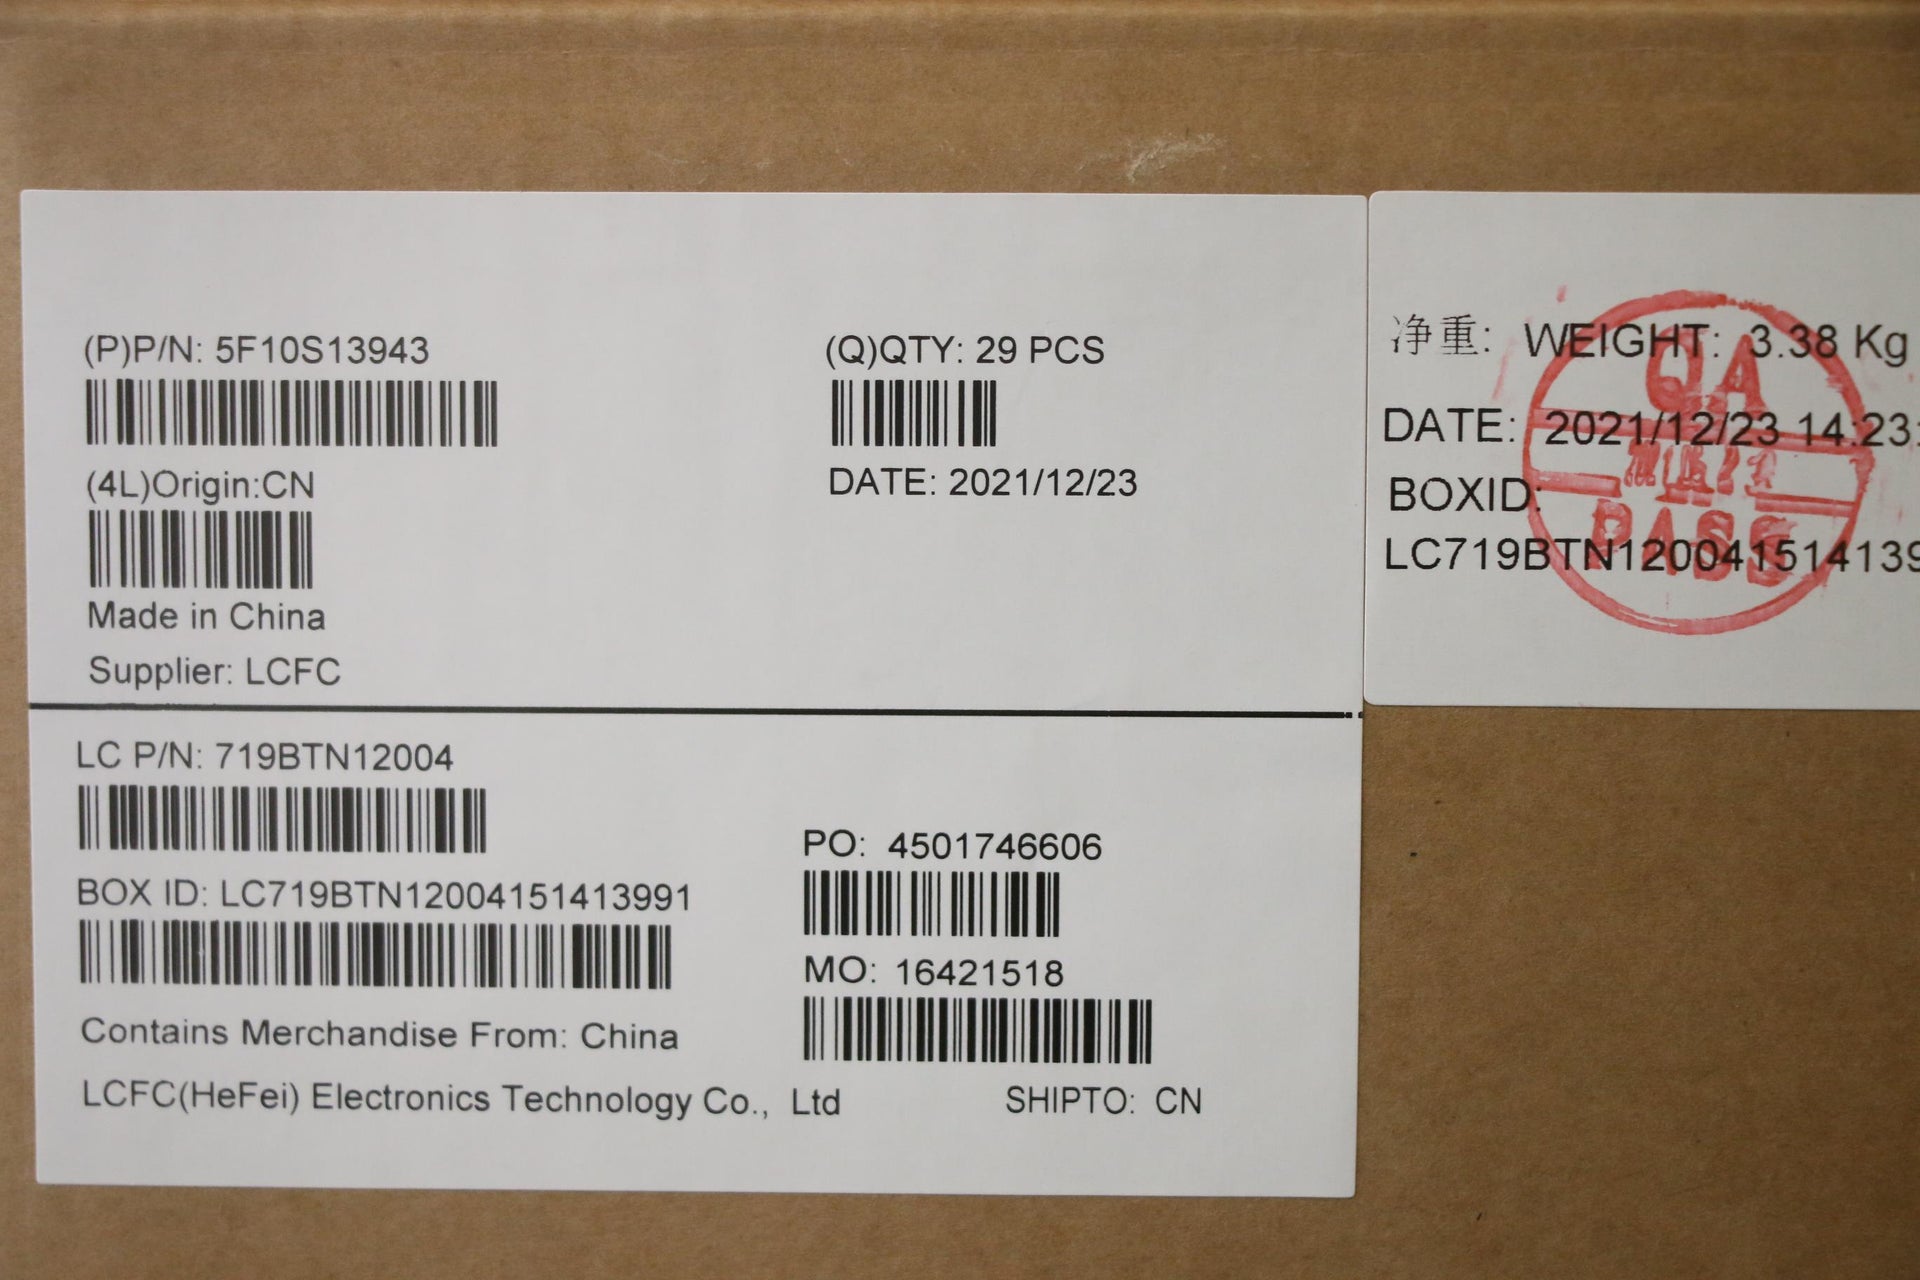 (P)P/N: 5F10S13943
(Q)QTY: 29 PCS
(4L)Origin:CN
DATE: 2021/12/23
Made in China
Supplier: LCFC
LC P/N: 719BTN12004
PO: 4501746606
BOX ID: LC719BTN12004151413991
MO: 16421518
Contains Merchandise From: China
LCFC(HeFei) Electronics Technology Co., Ltd
SHIPTO: CN
净重: WEIGHT: 3.38 Kg
DATE: 2021/12/23 14:23:
BOXID:
LC719BTN120041514139
QA
PASS